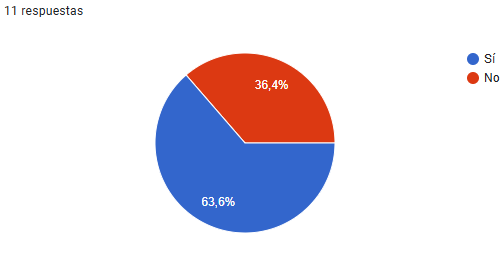 11 respuestas
Sí
No
36,4%
63,6%